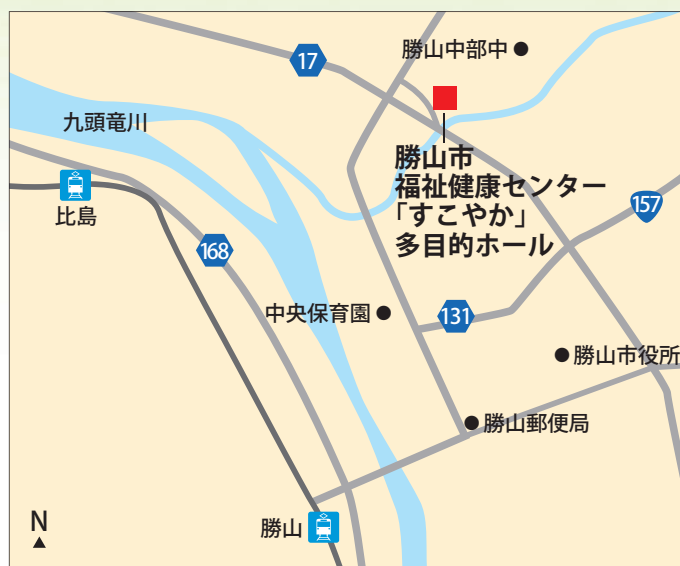 勝山中部中
17
九頭竜川
勝山市
福祉健康センター
「すこやか」
多目的ホール
157
比島
168
中央保育園
131
勝山市役所
勝山郵便局
N
勝山